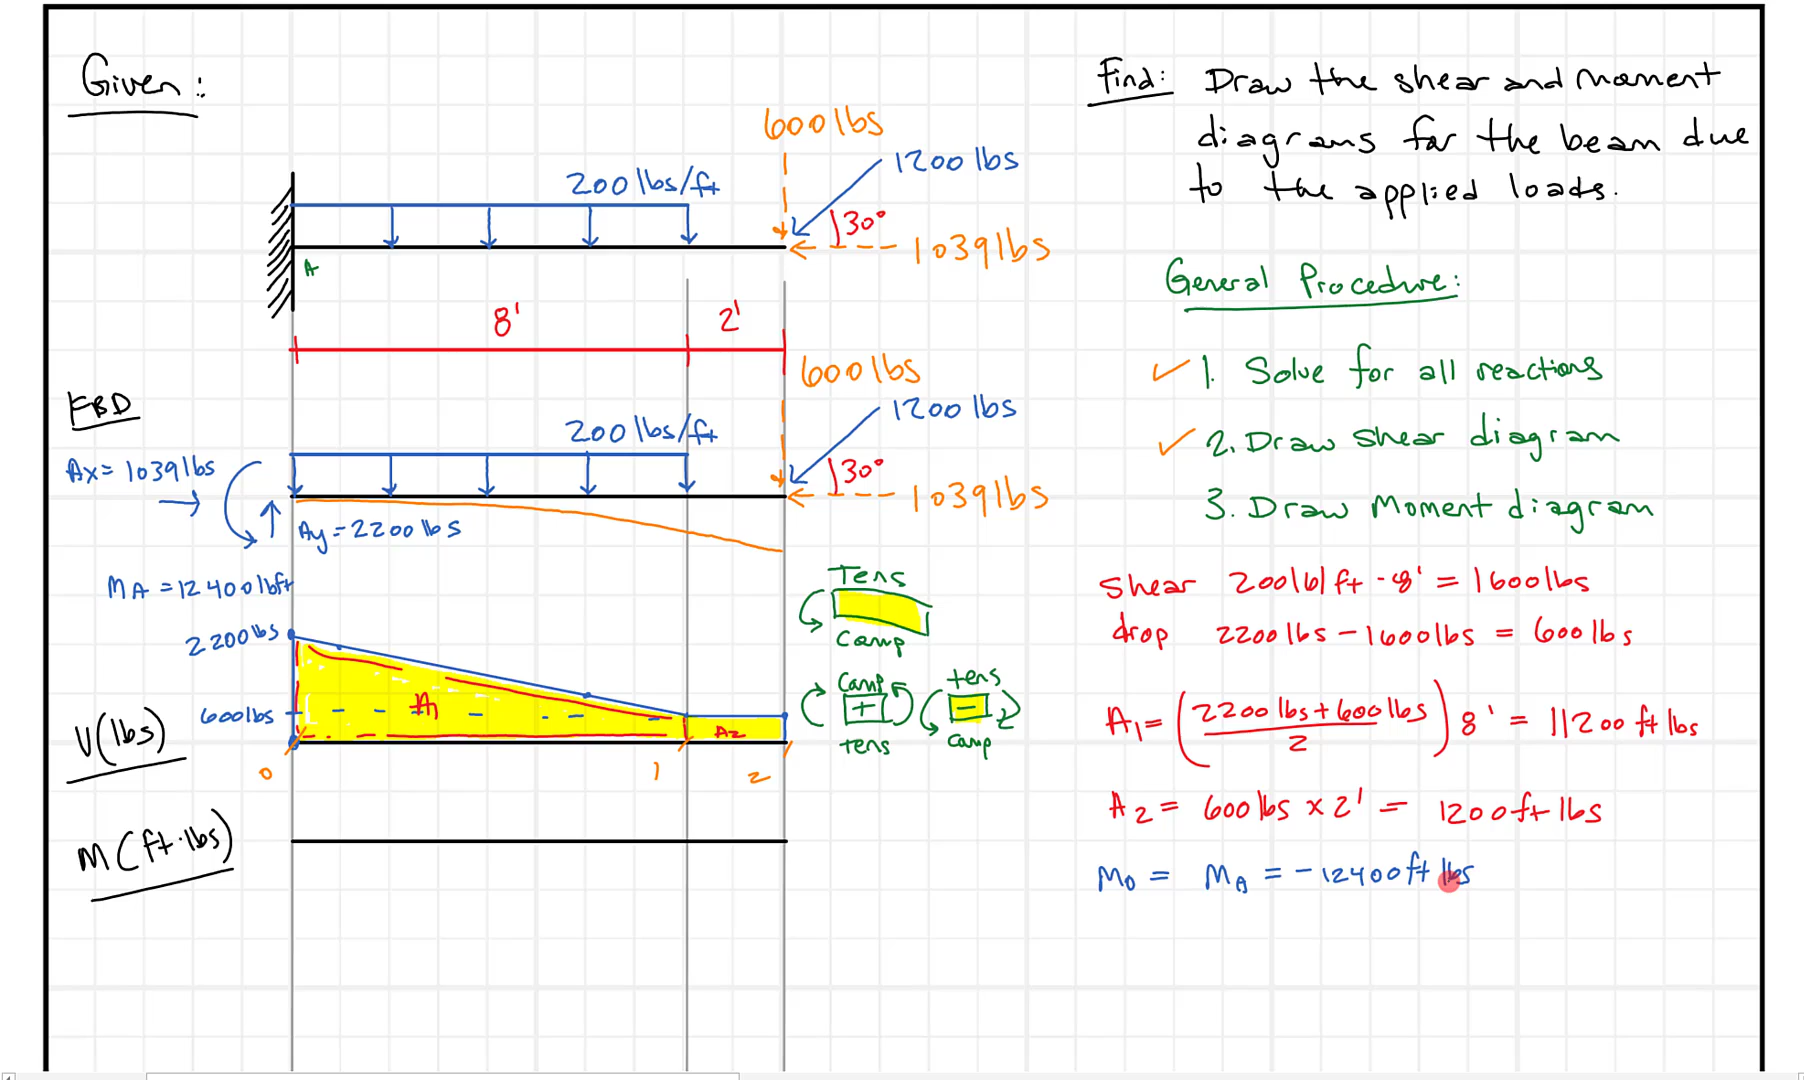 Given:
600 lbs
1200 lbs
200 lbs/ft
30°
1039 lbs
A
8'
2'
FBD
600 lbs
1200 lbs
200 lbs/ft
30°
1039 lbs
Ax = 1039 lbs
Ay = 2200 lbs
MA = 12400 lbft
2200 lbs
600 lbs
V (lbs)
A1
A2
0
1
2
M (ft·lbs)
Tens
Comp
Comp
+
tens
tens
−
Comp
Find: Draw the shear and moment
diagrams for the beam due
to the applied loads.
General Procedure:
✓ 1. Solve for all reactions
✓ 2. Draw shear diagram
3. Draw Moment diagram
Shear 200 lb/ft · 8' = 1600 lbs
drop 2200 lbs − 1600 lbs = 600 lbs
A1 = (2200 lbs + 600 lbs / 2) 8' = 11200 ft lbs
A2 = 600 lbs x 2' = 1200 ft lbs
M0 = MA = −12400 ft lbs